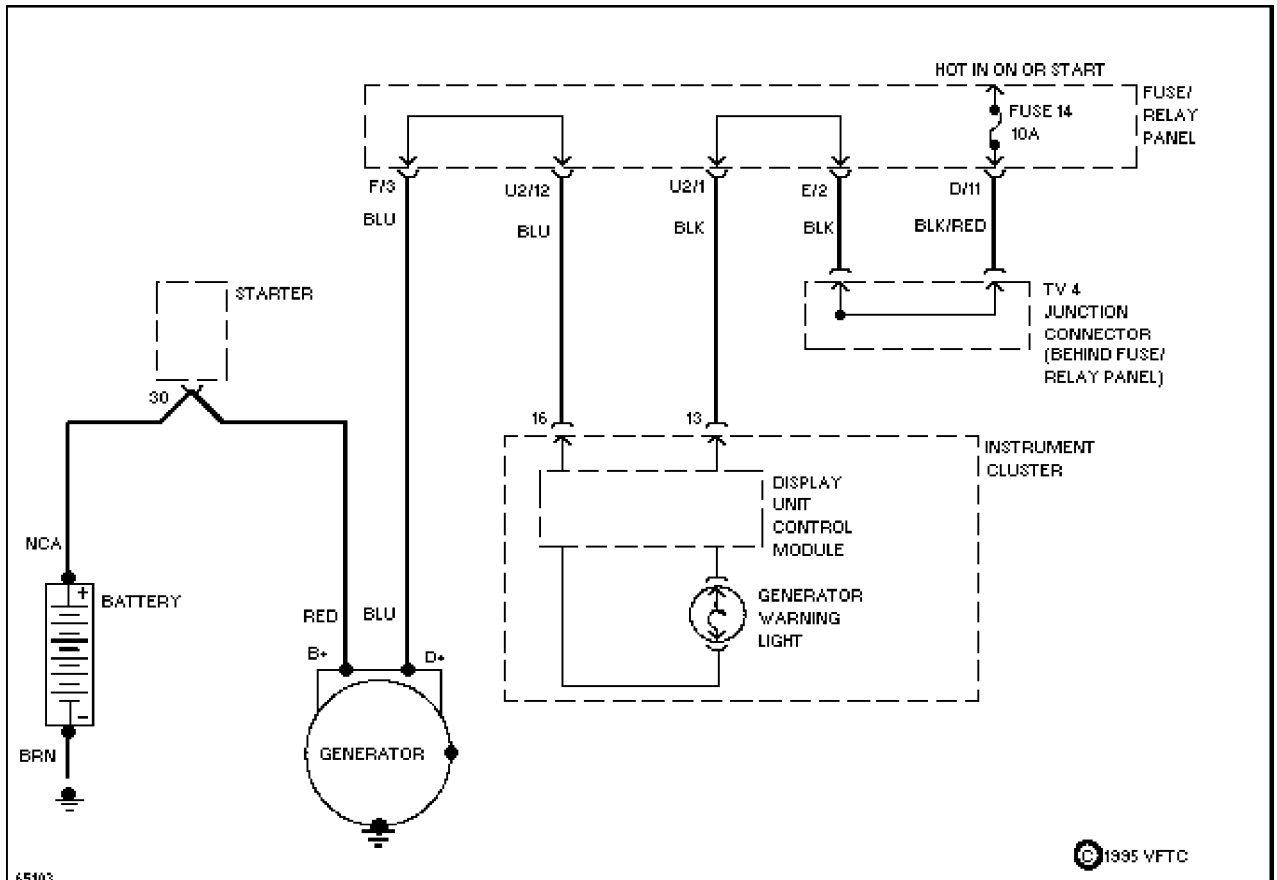 HOT IN ON OR START
FUSE/
RELAY
PANEL
FUSE 14
10A
F/3
U2/12
U2/1
E/2
D/11
BLU
BLU
BLK
BLK
BLK/RED
STARTER
30
TV 4
JUNCTION
CONNECTOR
(BEHIND FUSE/
RELAY PANEL)
16
13
INSTRUMENT
CLUSTER
DISPLAY
UNIT
CONTROL
MODULE
NCA
+
BATTERY
−
BRN
RED
BLU
B+
D+
GENERATOR
WARNING
LIGHT
GENERATOR
© 1995 VFTC
65103